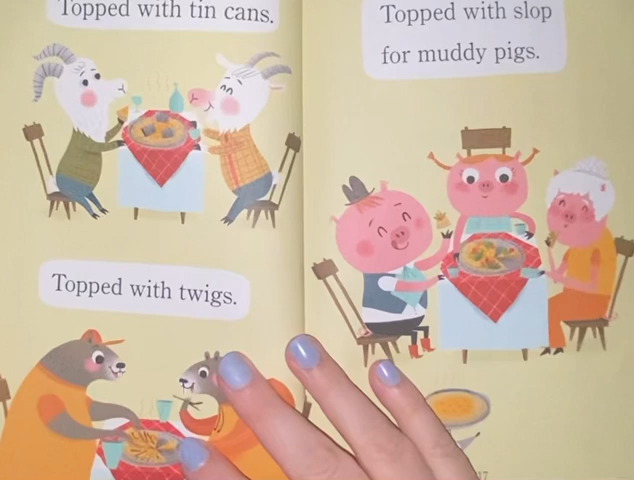 Topped with tin cans.
Topped with twigs.
Topped with slop
for muddy pigs.